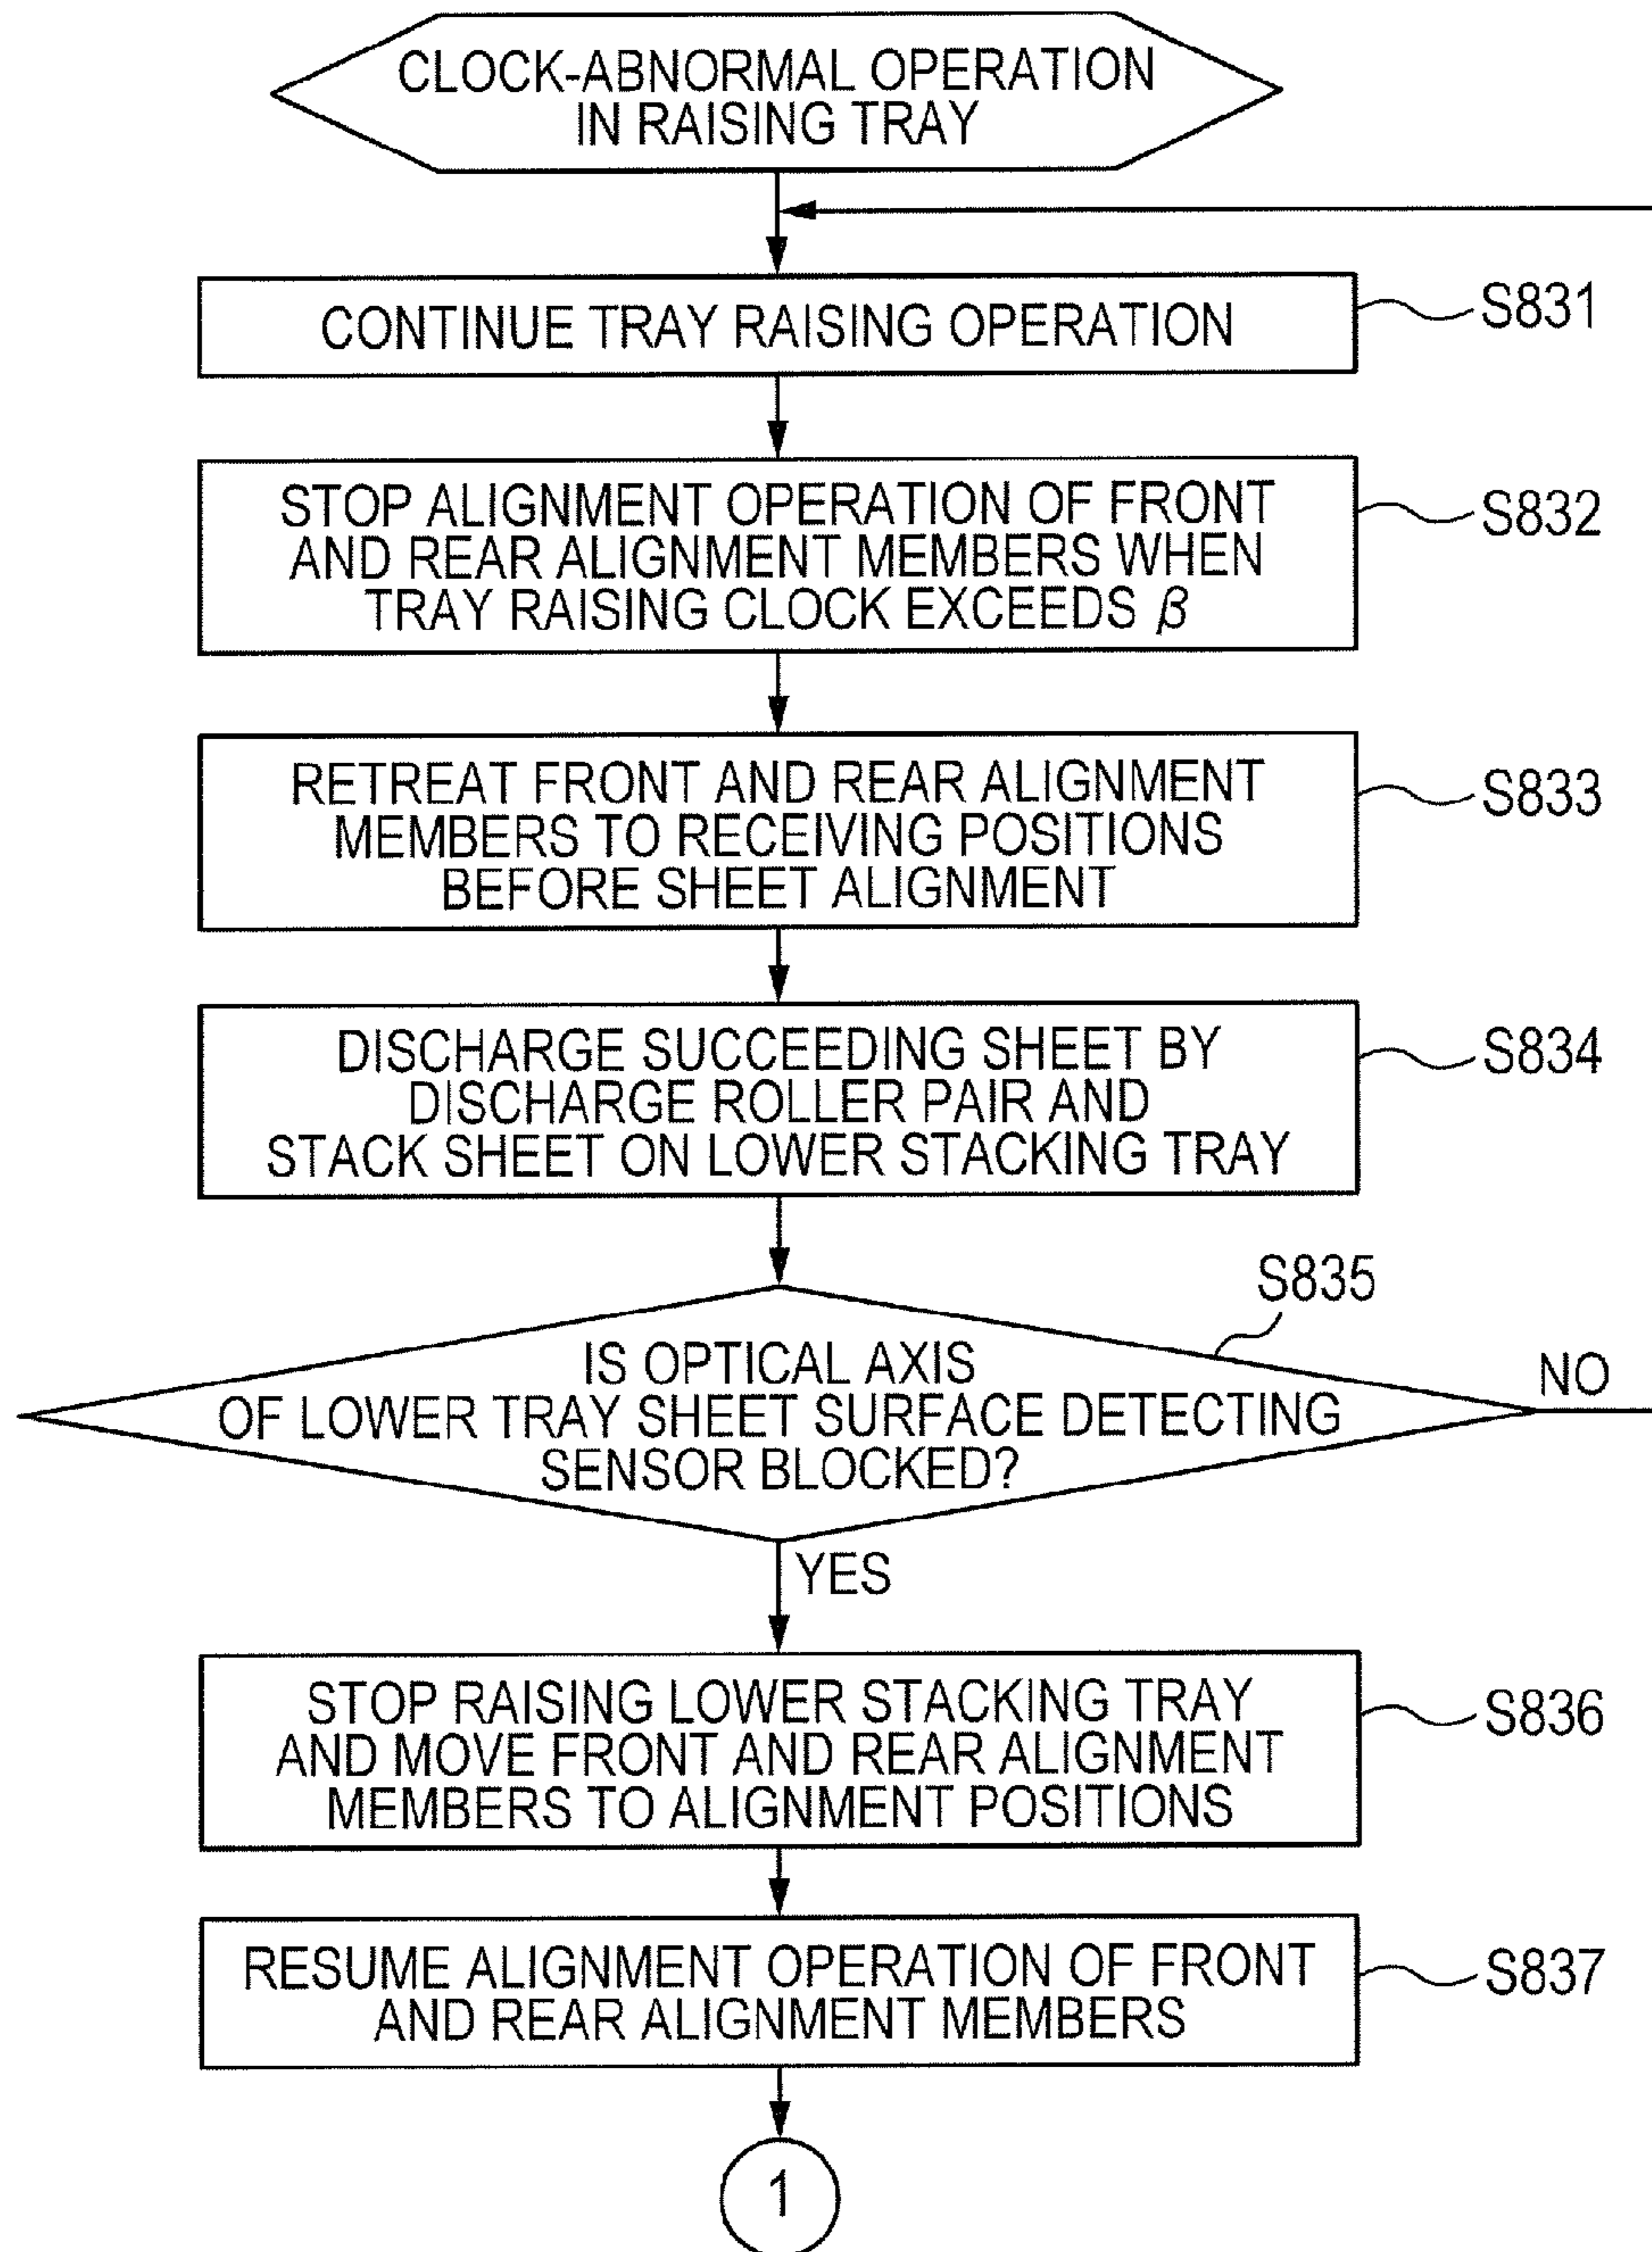 CLOCK-ABNORMAL OPERATION
IN RAISING TRAY
CONTINUE TRAY RAISING OPERATION
S831
STOP ALIGNMENT OPERATION OF FRONT
AND REAR ALIGNMENT MEMBERS WHEN
TRAY RAISING CLOCK EXCEEDS β
S832
RETREAT FRONT AND REAR ALIGNMENT
MEMBERS TO RECEIVING POSITIONS
BEFORE SHEET ALIGNMENT
S833
DISCHARGE SUCCEEDING SHEET BY
DISCHARGE ROLLER PAIR AND
STACK SHEET ON LOWER STACKING TRAY
S834
S835
IS OPTICAL AXIS
OF LOWER TRAY SHEET SURFACE DETECTING
SENSOR BLOCKED?
NO
YES
STOP RAISING LOWER STACKING TRAY
AND MOVE FRONT AND REAR ALIGNMENT
MEMBERS TO ALIGNMENT POSITIONS
S836
RESUME ALIGNMENT OPERATION OF FRONT
AND REAR ALIGNMENT MEMBERS
S837
1